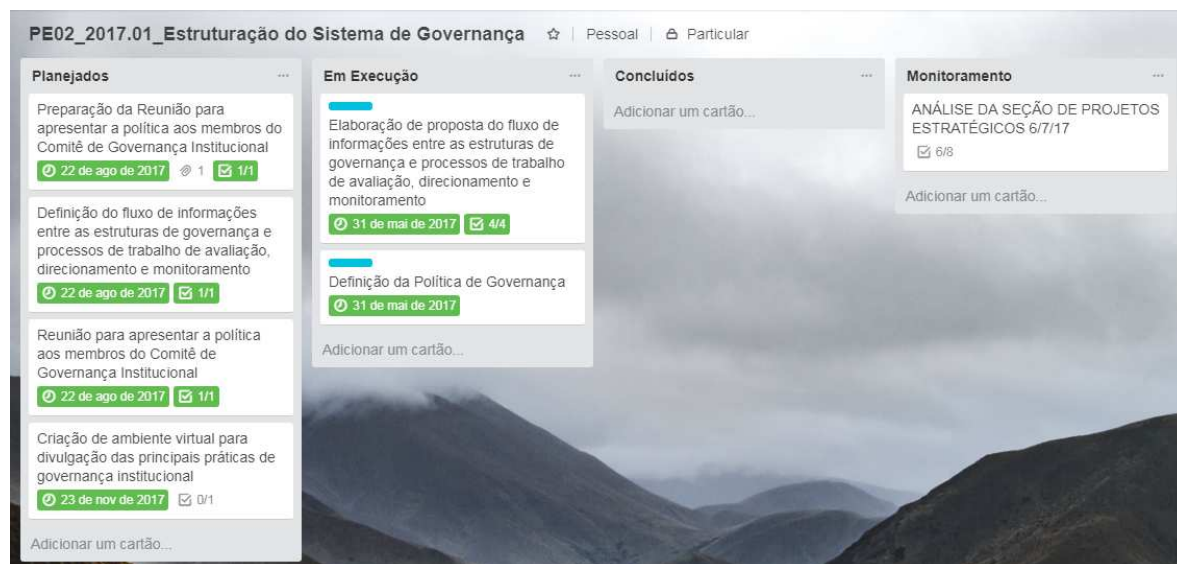 PE02_2017.01_Estruturação do Sistema de Governança
Pessoal
Particular
Planejados
Preparação da Reunião para
apresentar a política aos membros do
Comitê de Governança Institucional
22 de ago de 2017 1 1/1
Definição do fluxo de informações
entre as estruturas de governança e
processos de trabalho de avaliação,
direcionamento e monitoramento
22 de ago de 2017 1/1
Reunião para apresentar a política
aos membros do Comitê de
Governança Institucional
22 de ago de 2017 1/1
Criação de ambiente virtual para
divulgação das principais práticas de
governança institucional
23 de nov de 2017 0/1
Adicionar um cartão...
Em Execução
Elaboração de proposta do fluxo de
informações entre as estruturas de
governança e processos de trabalho
de avaliação, direcionamento e
monitoramento
31 de mai de 2017 4/4
Definição da Política de Governança
31 de mai de 2017
Adicionar um cartão...
Concluídos
Adicionar um cartão...
Monitoramento
ANÁLISE DA SEÇÃO DE PROJETOS
ESTRATÉGICOS 6/7/17
6/8
Adicionar um cartão...